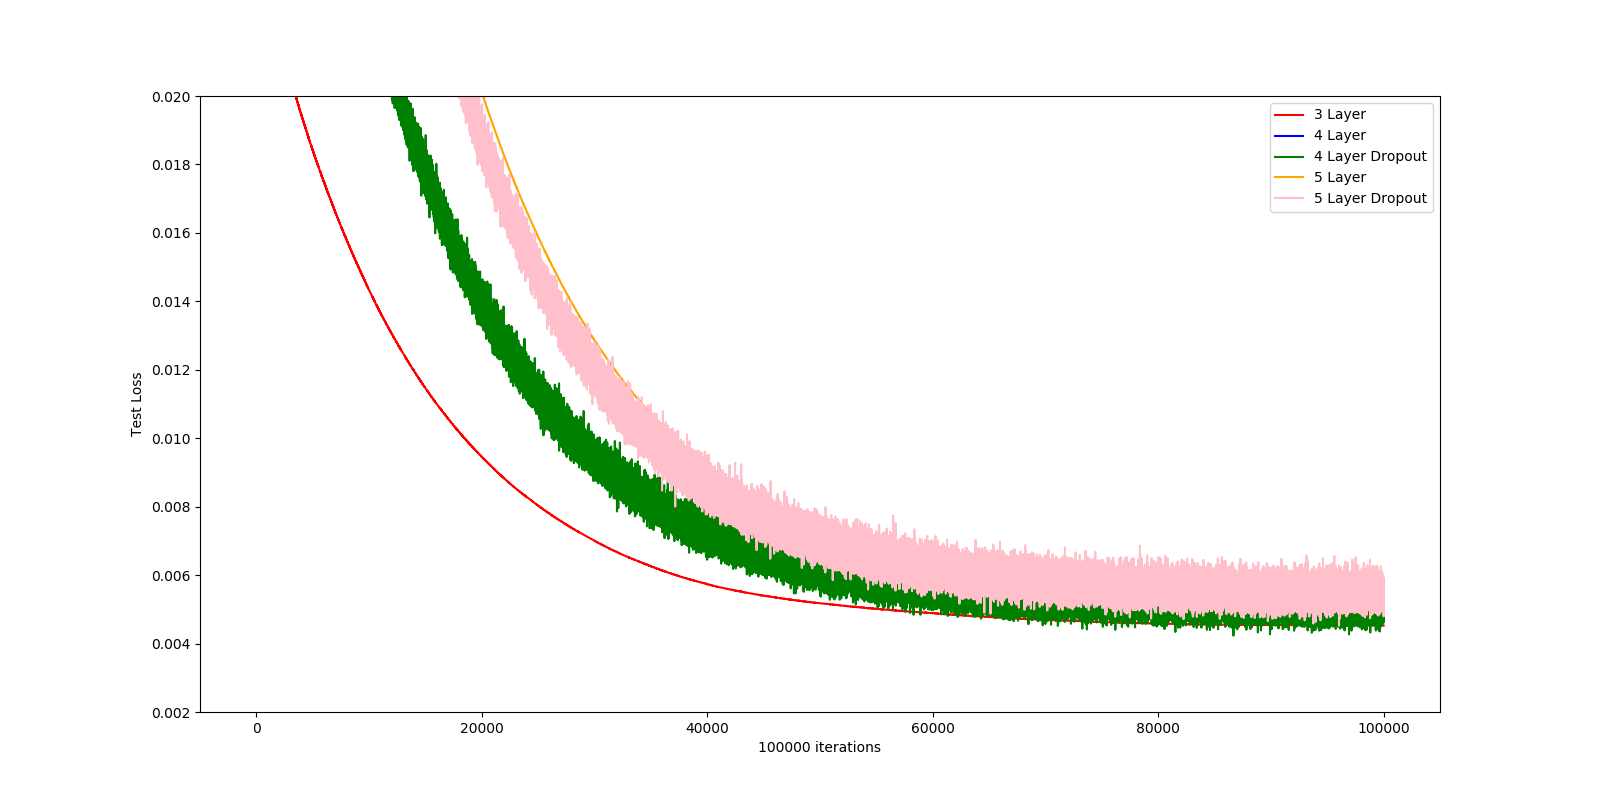 0.020
0.018
0.016
0.014
0.012
0.010
0.008
0.006
0.004
0.002
Test Loss
0
20000
40000
60000
80000
100000
100000 iterations
3 Layer
4 Layer
4 Layer Dropout
5 Layer
5 Layer Dropout